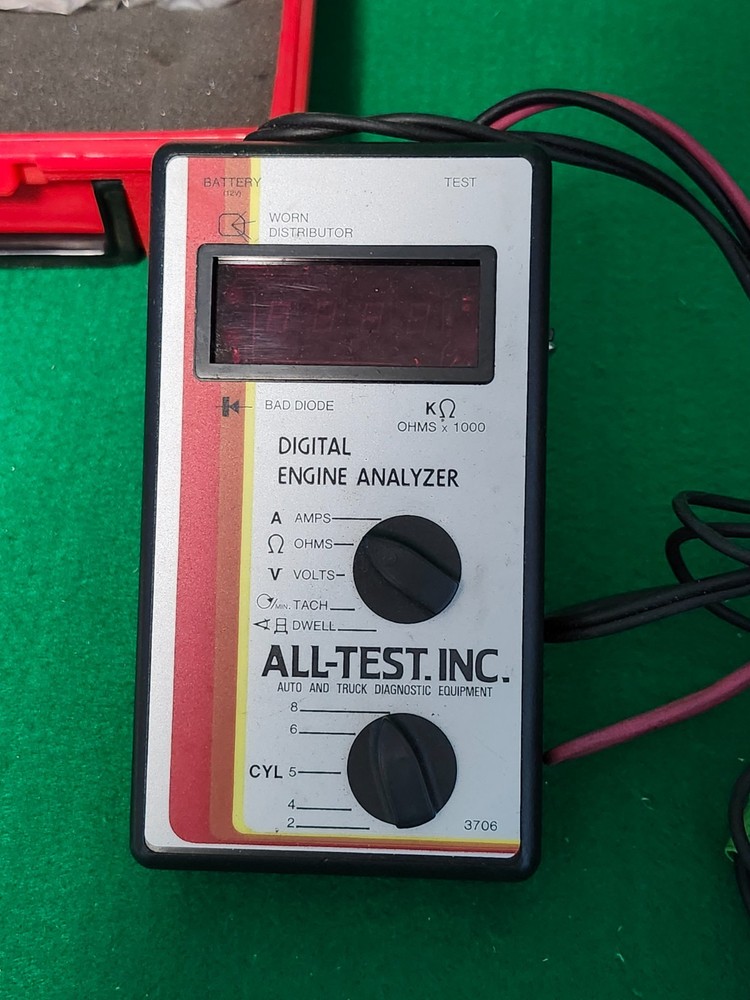 BATTERY TEST
(12V)
WORN
DISTRIBUTOR
BAD DIODE KΩ
OHMS x 1000
DIGITAL
ENGINE ANALYZER
A AMPS
Ω OHMS
V VOLTS
/MIN. TACH
DWELL
ALL-TEST. INC.
AUTO AND TRUCK DIAGNOSTIC EQUIPMENT
8
6
CYL 5
4
2
3706